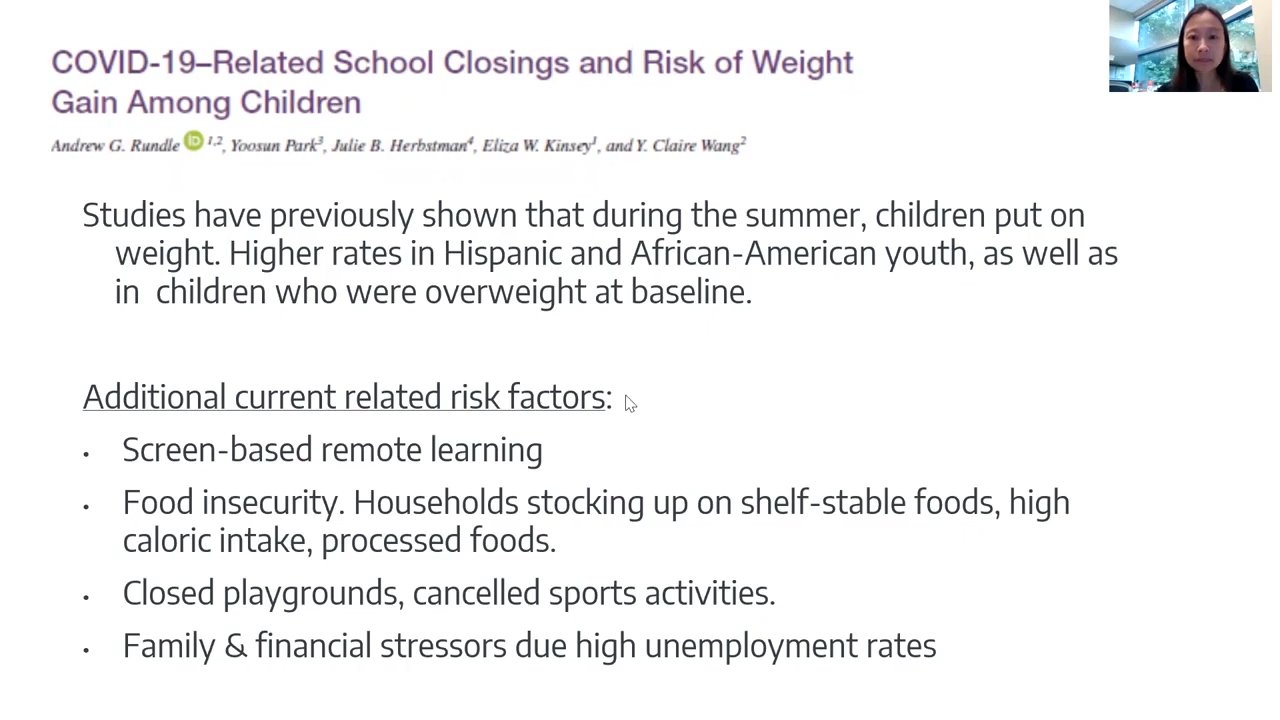 COVID-19–Related School Closings and Risk of Weight
Gain Among Children
Andrew G. Rundle iD 1,2, Yoosun Park3, Julie B. Herbstman4, Eliza W. Kinsey1, and Y. Claire Wang2
Studies have previously shown that during the summer, children put on
weight. Higher rates in Hispanic and African-American youth, as well as
in  children who were overweight at baseline.
Additional current related risk factors:
• Screen-based remote learning
• Food insecurity. Households stocking up on shelf-stable foods, high
caloric intake, processed foods.
• Closed playgrounds, cancelled sports activities.
• Family & financial stressors due high unemployment rates